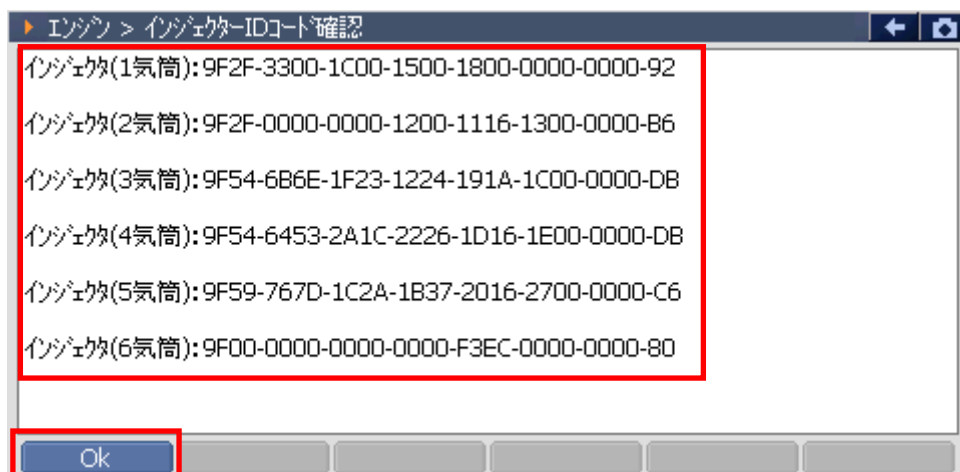 エンジン > インジェクターIDコード確認
インジェクタ(1気筒):9F2F-3300-1C00-1500-1800-0000-0000-92
インジェクタ(2気筒):9F2F-0000-0000-1200-1116-1300-0000-B6
インジェクタ(3気筒):9F54-6B6E-1F23-1224-191A-1C00-0000-DB
インジェクタ(4気筒):9F54-6453-2A1C-2226-1D16-1E00-0000-DB
インジェクタ(5気筒):9F59-767D-1C2A-1B37-2016-2700-0000-C6
インジェクタ(6気筒):9F00-0000-0000-0000-F3EC-0000-0000-80
Ok